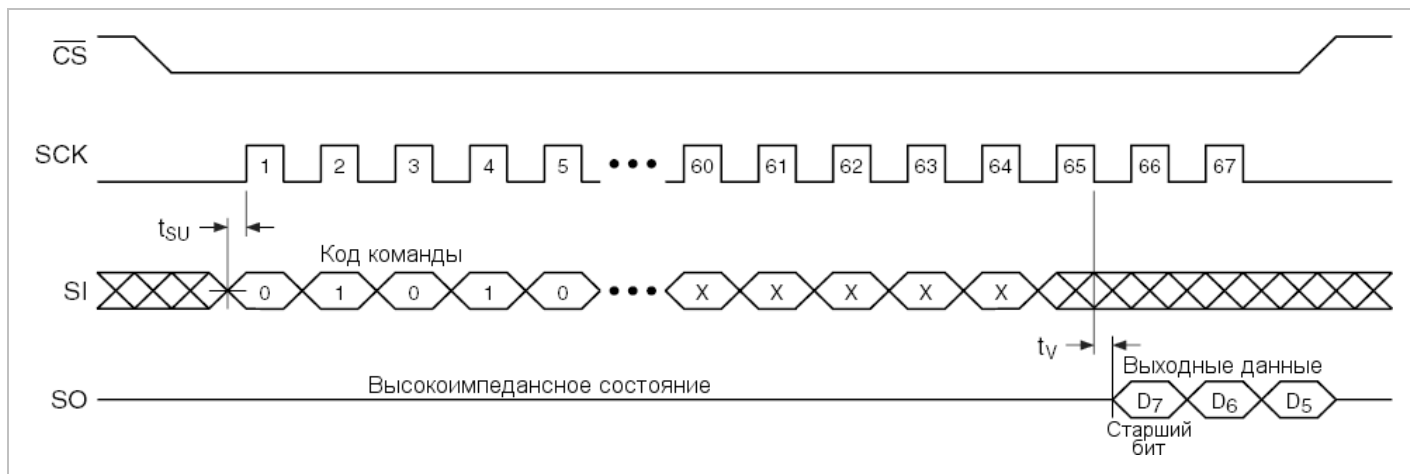 CS
SCK
1 2 3 4 5 ••• 60 61 62 63 64 65 66 67
tSU
Код команды
SI
0 1 0 1 0 ••• X X X X X
tV
Выходные данные
Высокоимпедансное состояние
SO
D7 D6 D5
Старший
бит